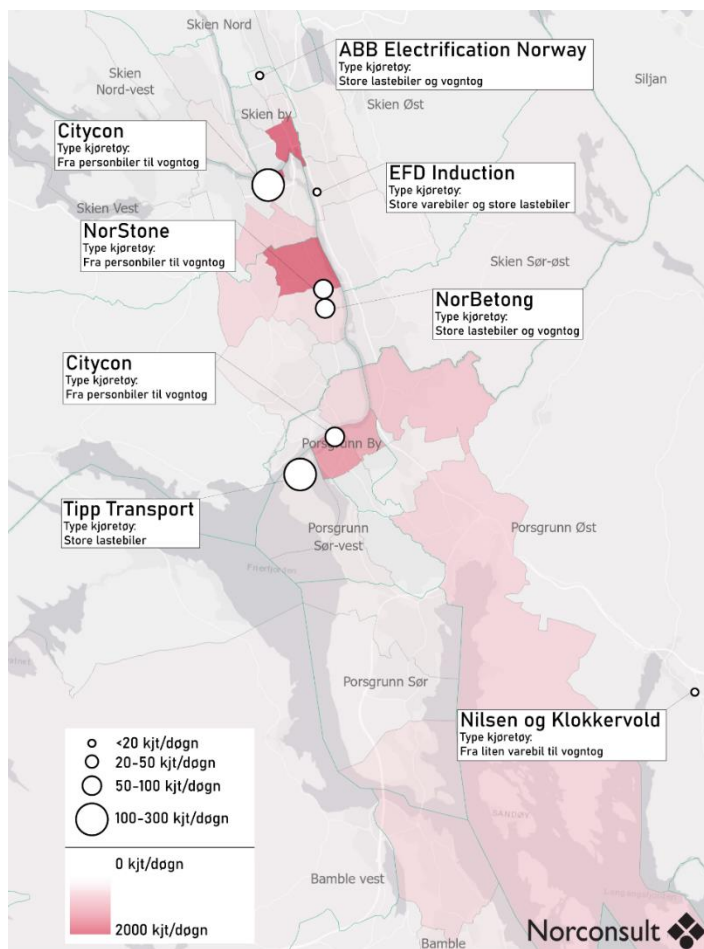 Skien Nord
ABB Electrification Norway
Type kjøretøy:
Store lastebiler og vogntog
Skien
Nord-vest
Skien Øst
Siljan
Skien by
Citycon
Type kjøretøy:
Fra personbiler til vogntog
EFD Induction
Type kjøretøy:
Store varebiler og store lastebiler
Skien Vest
NorStone
Type kjøretøy:
Fra personbiler til vogntog
Skien Sør-øst
NorBetong
Type kjøretøy:
Store lastebiler og vogntog
Citycon
Type kjøretøy:
Fra personbiler til vogntog
Porsgrunn By
Tipp Transport
Type kjøretøy:
Store lastebiler
Porsgrunn
Sør-vest
Porsgrunn Øst
Frierfjorden
Porsgrunn Sør
Nilsen og Klokkervold
Type kjøretøy:
Fra liten varebil til vogntog
<20 kjt/døgn
20-50 kjt/døgn
50-100 kjt/døgn
100-300 kjt/døgn
0 kjt/døgn
2000 kjt/døgn
SANDØY
Bamble vest
Bamble
Norconsult